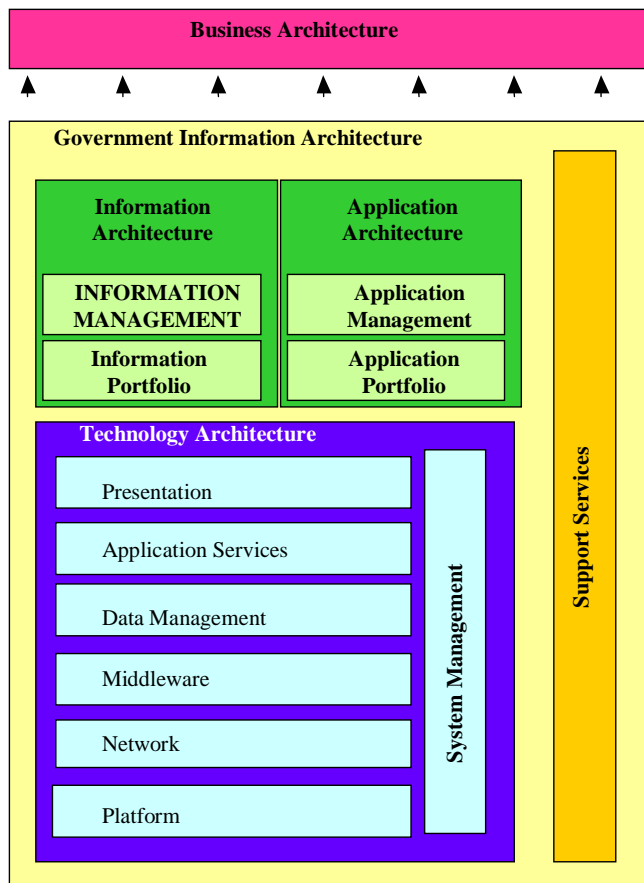 Business Architecture
Government Information Architecture
Information
Architecture
INFORMATION
MANAGEMENT
Information
Portfolio
Application
Architecture
Application
Management
Application
Portfolio
Technology Architecture
Presentation
Application Services
Data Management
Middleware
Network
Platform
System Management
Support Services